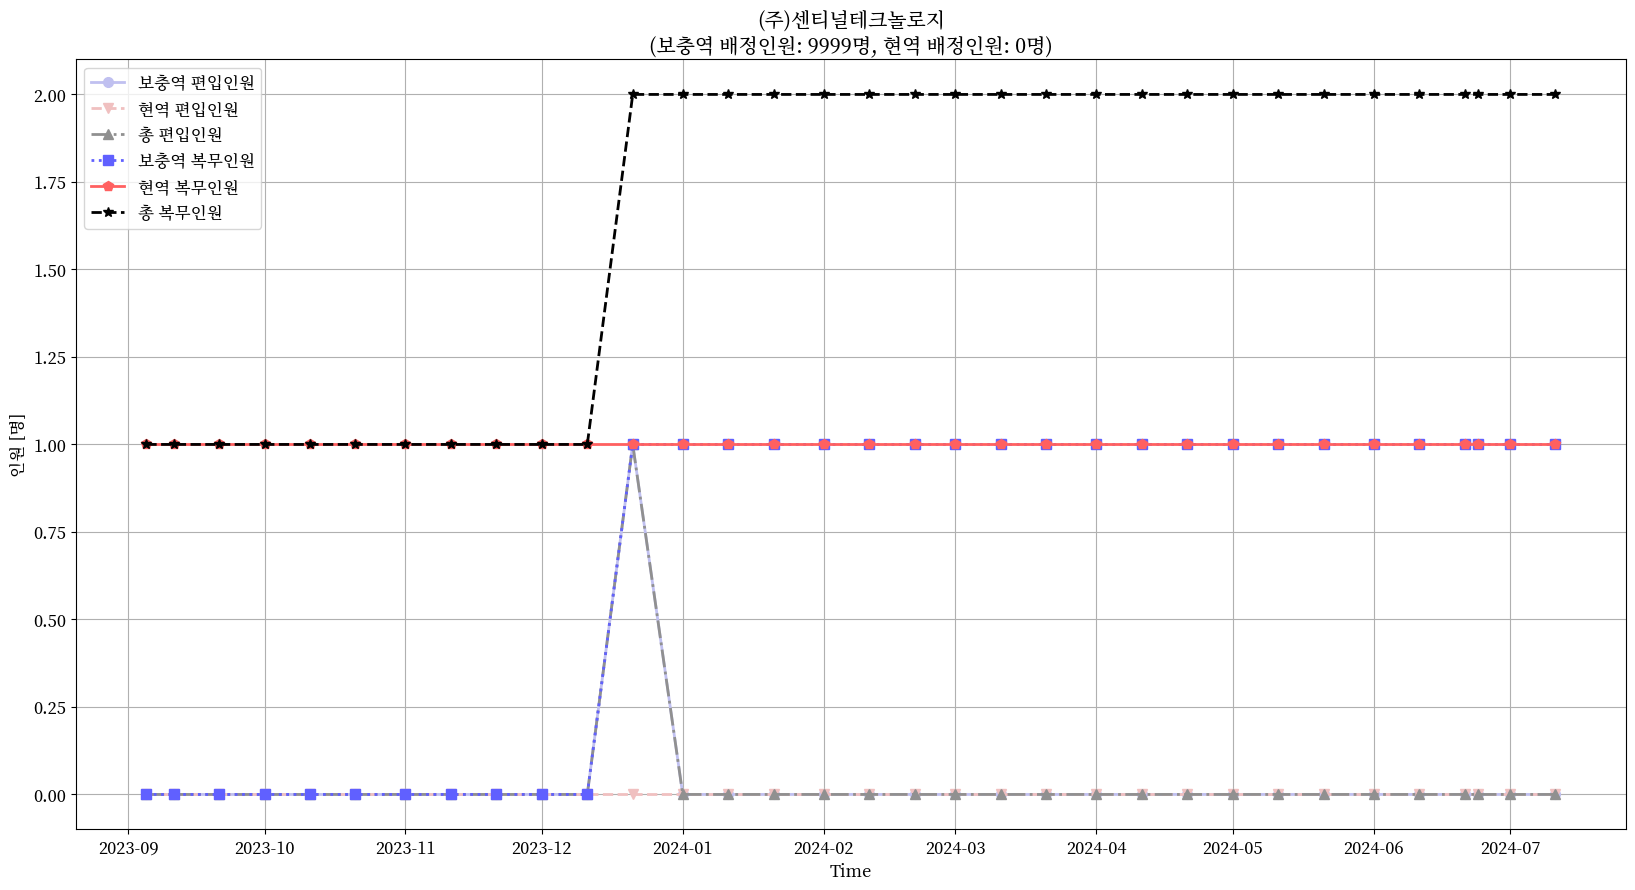 (주)센티널테크놀로지
(보충역 배정인원: 9999명, 현역 배정인원: 0명)
보충역 편입인원
현역 편입인원
총 편입인원
보충역 복무인원
현역 복무인원
총 복무인원
2.00
1.75
1.50
1.25
1.00
0.75
0.50
0.25
0.00
인원 [명]
2023-09 2023-10 2023-11 2023-12 2024-01 2024-02 2024-03 2024-04 2024-05 2024-06 2024-07
Time